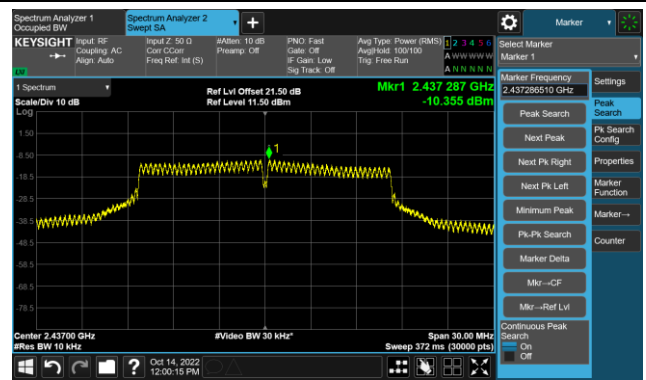 Spectrum Analyzer 1
Occupied BW
Spectrum Analyzer 2
Swept SA
Marker
KEYSIGHT
Input: RF
Coupling: AC
Align: Auto
Input Z: 50 Ω
Corr CCorr
Freq Ref: Int (S)
#Atten: 10 dB
Preamp: Off
PNO: Fast
Gate: Off
IF Gain: Low
Sig Track: Off
Avg Type: Power (RMS)
Avg|Hold: 100/100
Trig: Free Run
1 2 3 4 5 6
A W W W W W
A N N N N N
LXI
Select Marker
Marker 1
1 Spectrum
Scale/Div 10 dB
Log
Ref Lvl Offset 21.50 dB
Ref Level 11.50 dBm
Mkr1 2.437 287 GHz
-10.355 dBm
Marker Frequency
2.437286510 GHz
Peak Search
Next Peak
Next Pk Right
Next Pk Left
Minimum Peak
Pk-Pk Search
Marker Delta
Mkr→CF
Mkr→Ref Lvl
Continuous Peak
Search
On
Off
Settings
Peak
Search
Pk Search
Config
Properties
Marker
Function
Marker→
Counter
1.50
-8.50
-18.5
-28.5
-38.5
-48.5
-58.5
-68.5
-78.5
1
Center 2.43700 GHz
#Res BW 10 kHz
#Video BW 30 kHz*
Span 30.00 MHz
Sweep 372 ms (30000 pts)
?
Oct 14, 2022
12:00:15 PM